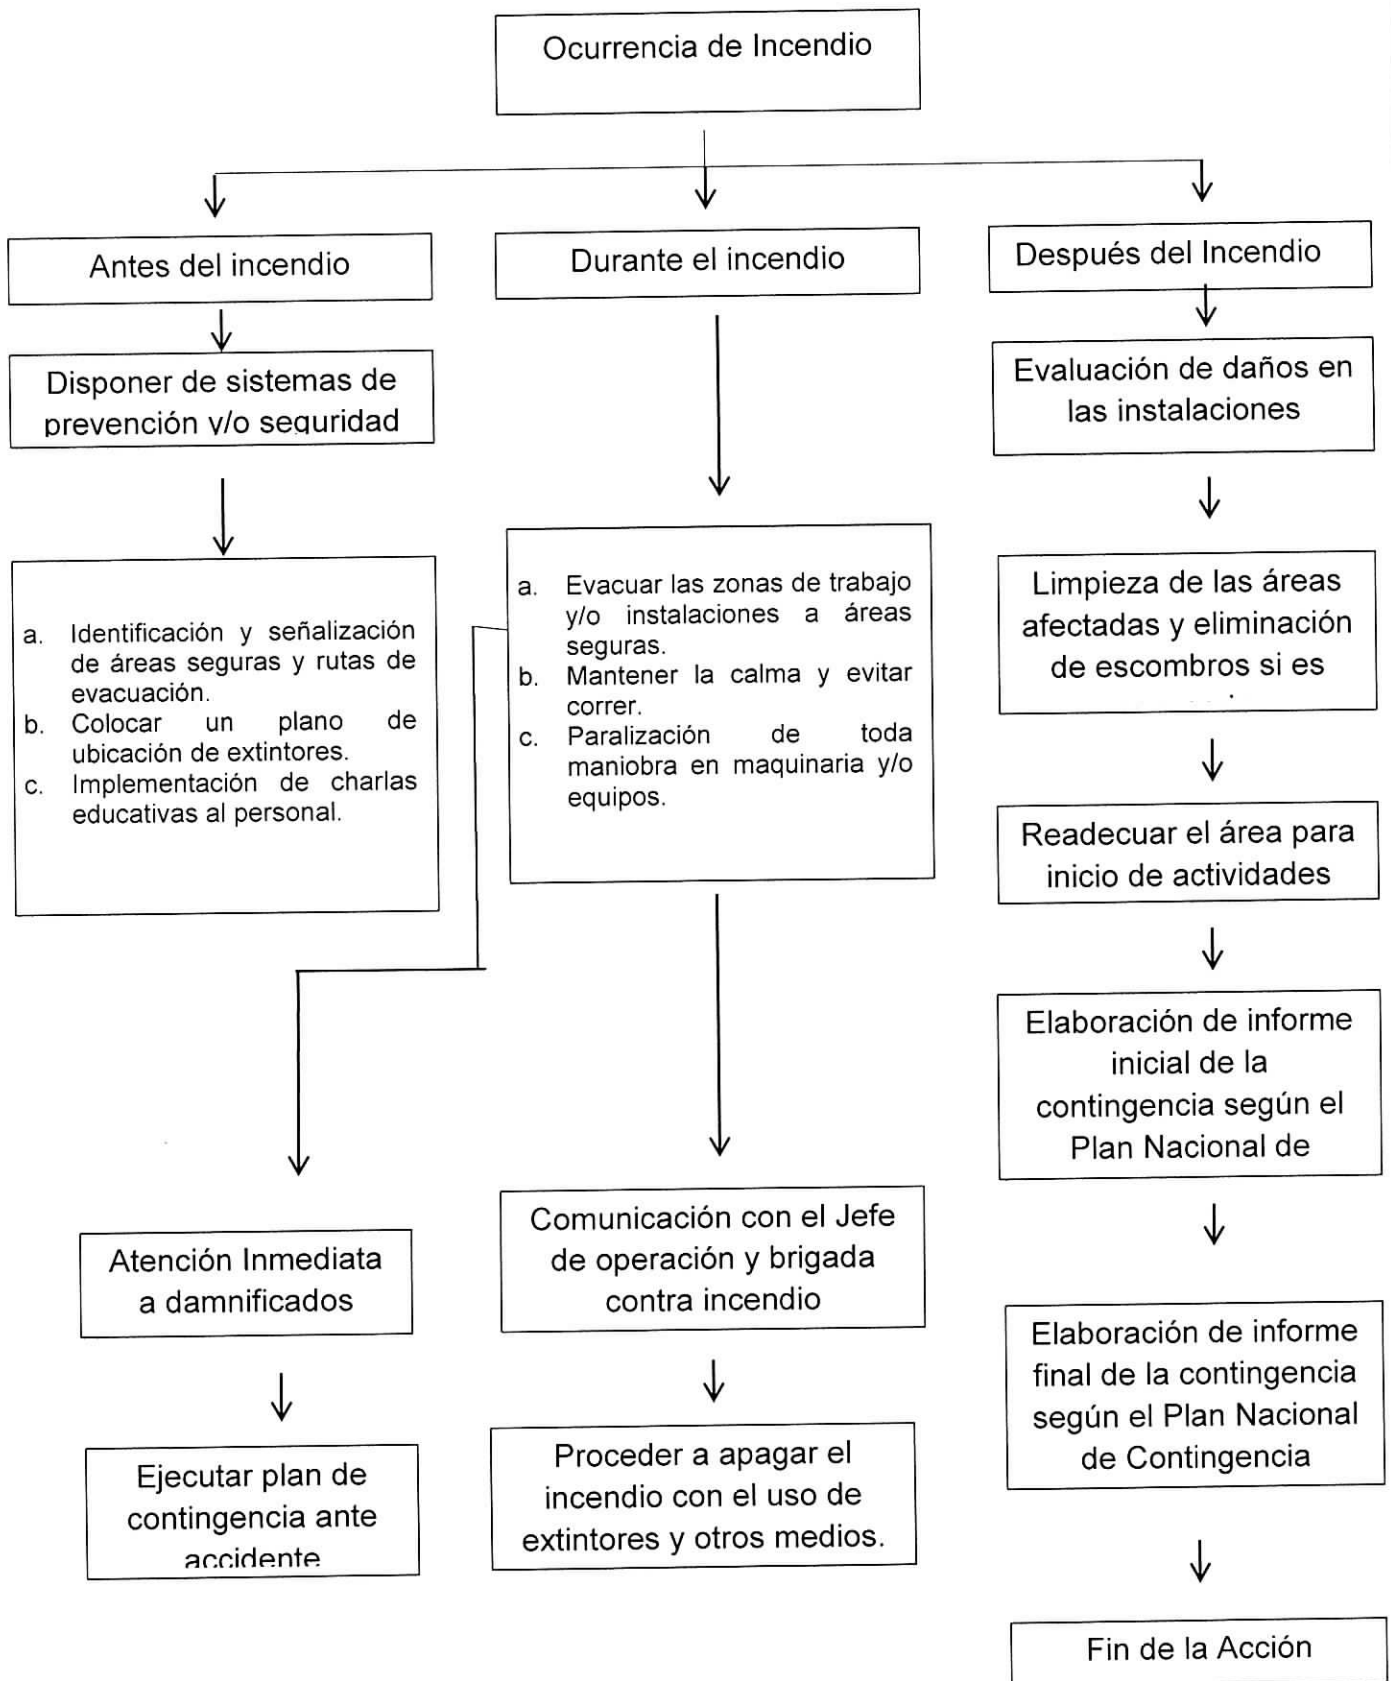 Ocurrencia de Incendio
Antes del incendio
Disponer de sistemas de
prevención y/o seguridad
a. Identificación y señalización
de áreas seguras y rutas de
evacuación.
b. Colocar un plano de
ubicación de extintores.
c. Implementación de charlas
educativas al personal.
Durante el incendio
a. Evacuar las zonas de trabajo
y/o instalaciones a áreas
seguras.
b. Mantener la calma y evitar
correr.
c. Paralización de toda
maniobra en maquinaria y/o
equipos.
Atención Inmediata
a damnificados
Ejecutar plan de
contingencia ante
accidente
Comunicación con el Jefe
de operación y brigada
contra incendio
Proceder a apagar el
incendio con el uso de
extintores y otros medios.
Después del Incendio
Evaluación de daños en
las instalaciones
Limpieza de las áreas
afectadas y eliminación
de escombros si es
Readecuar el área para
inicio de actividades
Elaboración de informe
inicial de la
contingencia según el
Plan Nacional de
Elaboración de informe
final de la contingencia
según el Plan Nacional
de Contingencia
Fin de la Acción